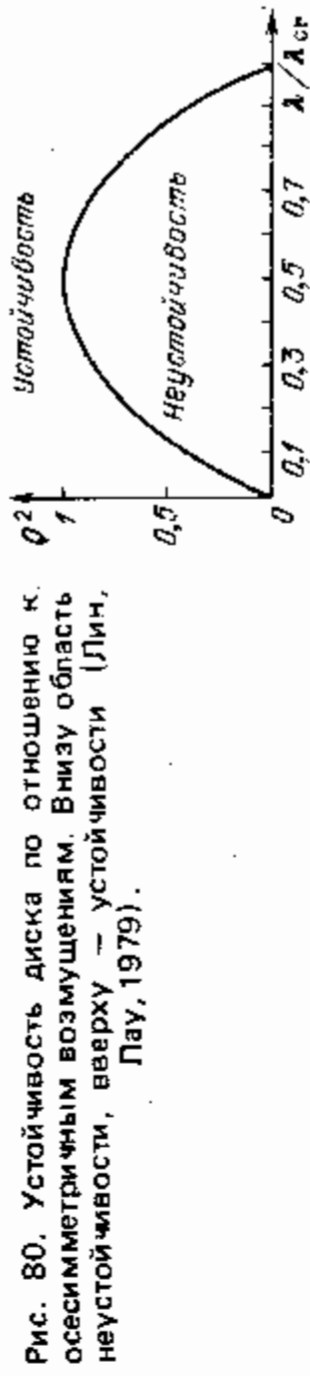 Рис. 80. Устойчивость диска по отношению к
осесимметричным возмущениям. Внизу область
неустойчивости, вверху — устойчивости (Лин,
Лау, 1979).
Q²
Устойчивость
1
Неустойчивость
0,5
0
0,1
0,3
0,5
0,7
λ/λcr